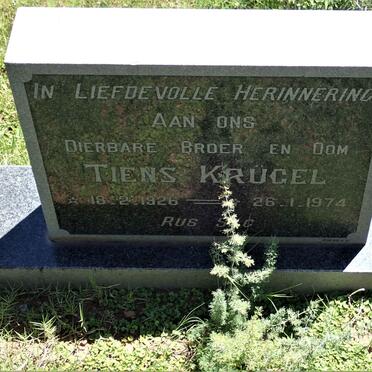 IN LIEFDEVOLLE HERINNERING
AAN ONS
DIERBARE BROER EN OOM
TIENS KRUGEL
18.2.1926 — 26.1.1974
RUS SAG